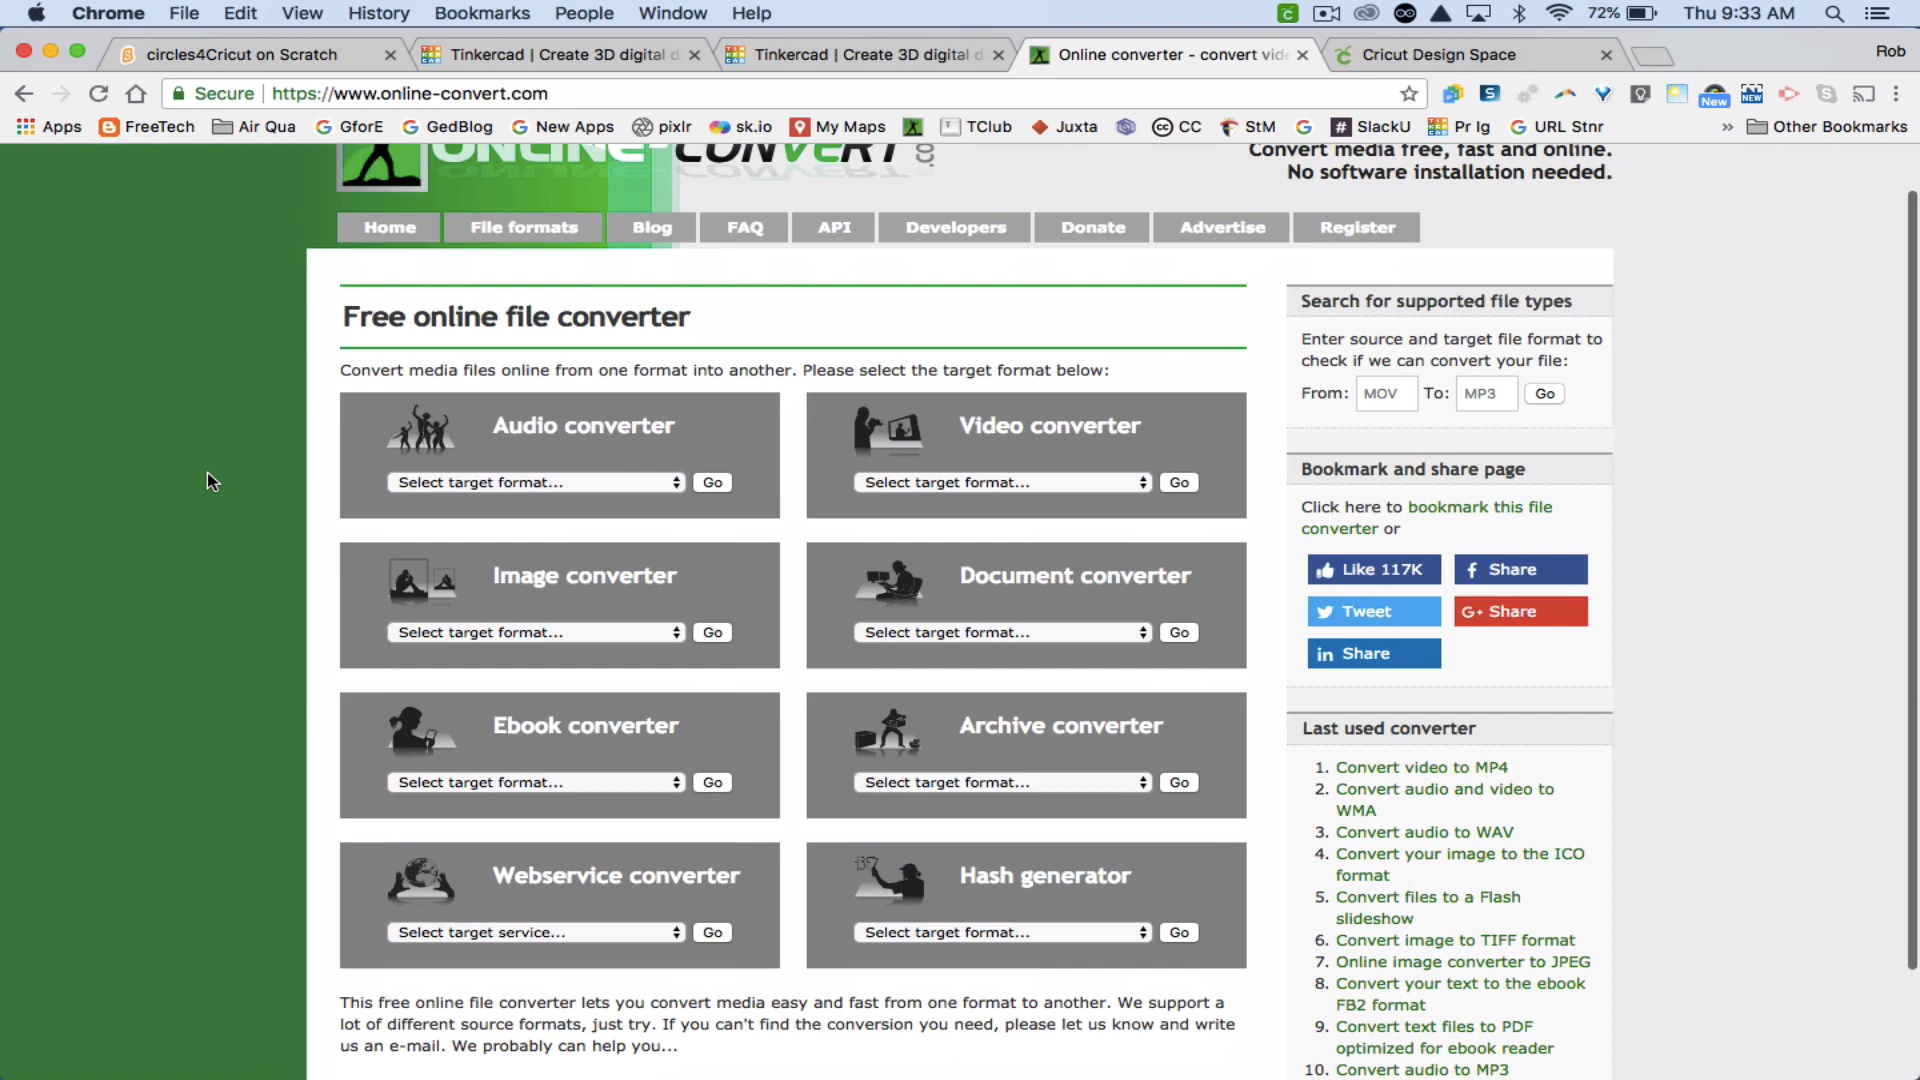 Chrome File Edit View History Bookmarks People Window Help 72% Thu 9:33 AM
circles4Cricut on Scratch Tinkercad | Create 3D digital d Tinkercad | Create 3D digital d Online converter - convert vide Cricut Design Space Rob
Secure https://www.online-convert.com New NEW
Apps FreeTech Air Qua GforE GedBlog New Apps pixlr sk.io My Maps TClub Juxta CC StM SlackU Pr Ig URL Stnr » Other Bookmarks
ONLINE-CONVERT
Convert media free, fast and online.
No software installation needed.
Home File formats Blog FAQ API Developers Donate Advertise Register
Free online file converter
Convert media files online from one format into another. Please select the target format below:
Audio converter
Select target format... Go
Video converter
Select target format... Go
Image converter
Select target format... Go
Document converter
Select target format... Go
Ebook converter
Select target format... Go
Archive converter
Select target format... Go
Webservice converter
Select target service... Go
Hash generator
Select target format... Go
This free online file converter lets you convert media easy and fast from one format to another. We support a
lot of different source formats, just try. If you can't find the conversion you need, please let us know and write
us an e-mail. We probably can help you...
Search for supported file types
Enter source and target file format to
check if we can convert your file:
From: MOV To: MP3 Go
Bookmark and share page
Click here to bookmark this file
converter or
Like 117K Share
Tweet G+ Share
in Share
Last used converter
1. Convert video to MP4
2. Convert audio and video to
WMA
3. Convert audio to WAV
4. Convert your image to the ICO
format
5. Convert files to a Flash
slideshow
6. Convert image to TIFF format
7. Online image converter to JPEG
8. Convert your text to the ebook
FB2 format
9. Convert text files to PDF
optimized for ebook reader
10. Convert audio to MP3